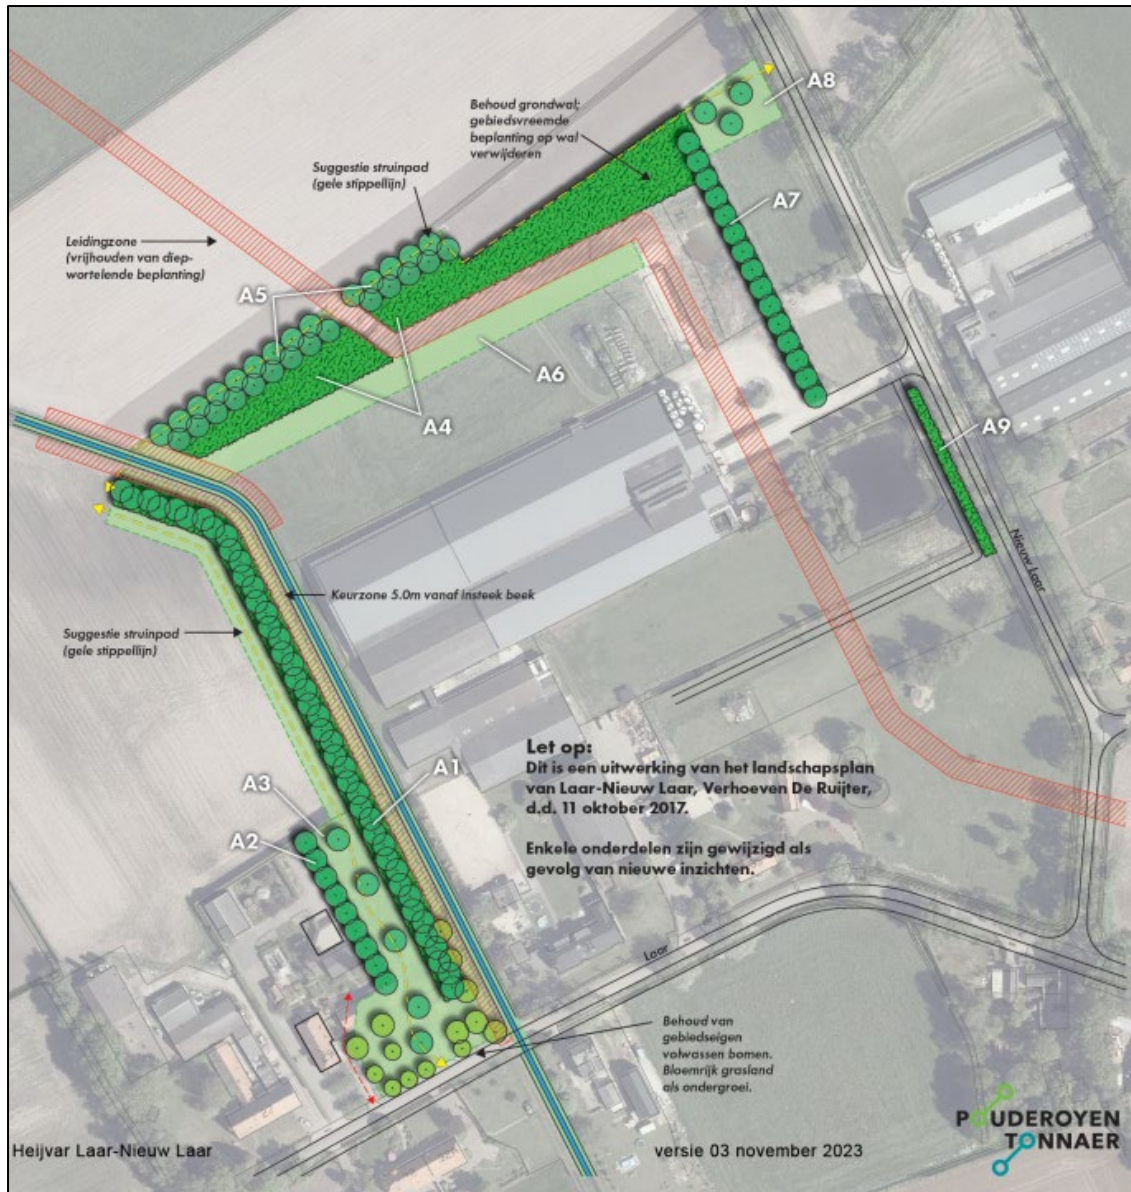 A8
Behoud grondwal;
gebiedsvreemde
beplanting op wal
verwijderen
Suggestie struinpad
(gele stippellijn)
A7
Leidingzone
(vrijhouden van diep-
wortelende beplanting)
A5
A6
A4
A9
Nieuw Laar
Keurzone 5.0m vanaf insteek beek
Suggestie struinpad
(gele stippellijn)
Let op:
Dit is een uitwerking van het landschapsplan
van Laar-Nieuw Laar, Verhoeven De Ruijter,
d.d. 11 oktober 2017.
Enkele onderdelen zijn gewijzigd als
gevolg van nieuwe inzichten.
A1
A3
A2
Laar
Behoud van
gebiedseigen
volwassen bomen.
Bloemrijk grasland
als ondergroei.
POUDEROYEN
TONNAER
Heijvar Laar-Nieuw Laar
versie 03 november 2023